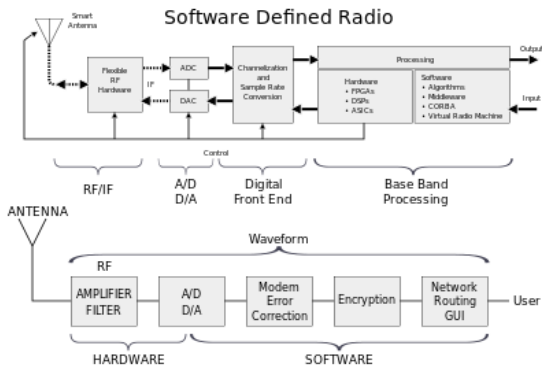 Software Defined Radio
Smart
Antenna
Flexible
RF
Hardware
IF
ADC
DAC
Channelization
and
Sample Rate
Conversion
Processing
Hardware
• FPGAs
• DSPs
• ASICs
Software
• Algorithms
• Middleware
• CORBA
• Virtual Radio Machine
Output
Input
Control
RF/IF
A/D
D/A
Digital
Front End
Base Band
Processing
ANTENNA
Waveform
RF
AMPLIFIER
FILTER
A/D
D/A
Modem
Error
Correction
Encryption
Network
Routing
GUI
User
HARDWARE
SOFTWARE